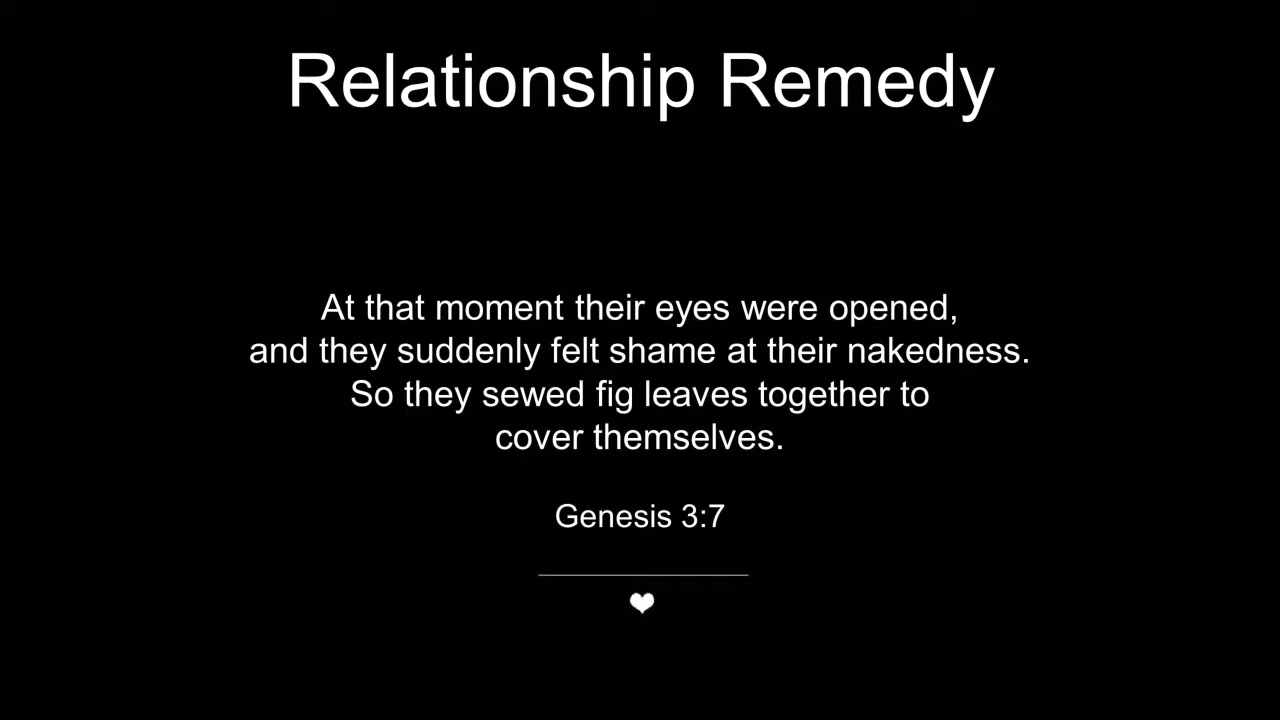 Relationship Remedy
At that moment their eyes were opened,
and they suddenly felt shame at their nakedness.
So they sewed fig leaves together to
cover themselves.
Genesis 3:7